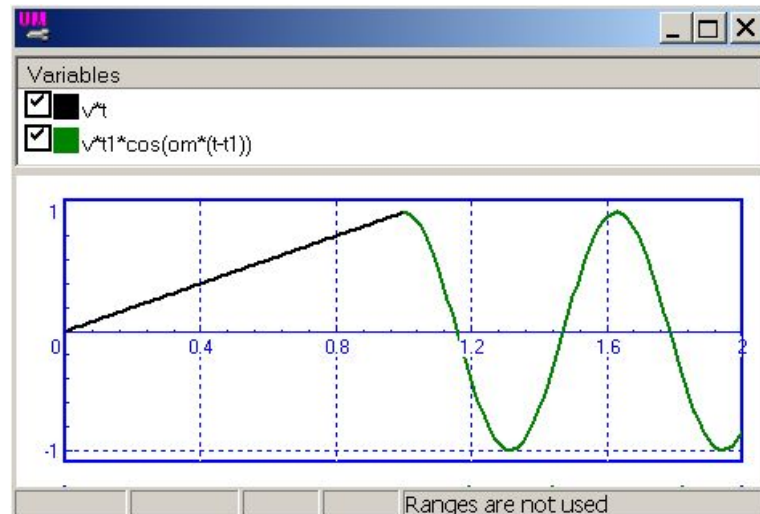 UM
Variables
v*t
v*t1*cos(om*(t-t1))
1
0 0,4 0,8 1,2 1,6 2
-1
Ranges are not used